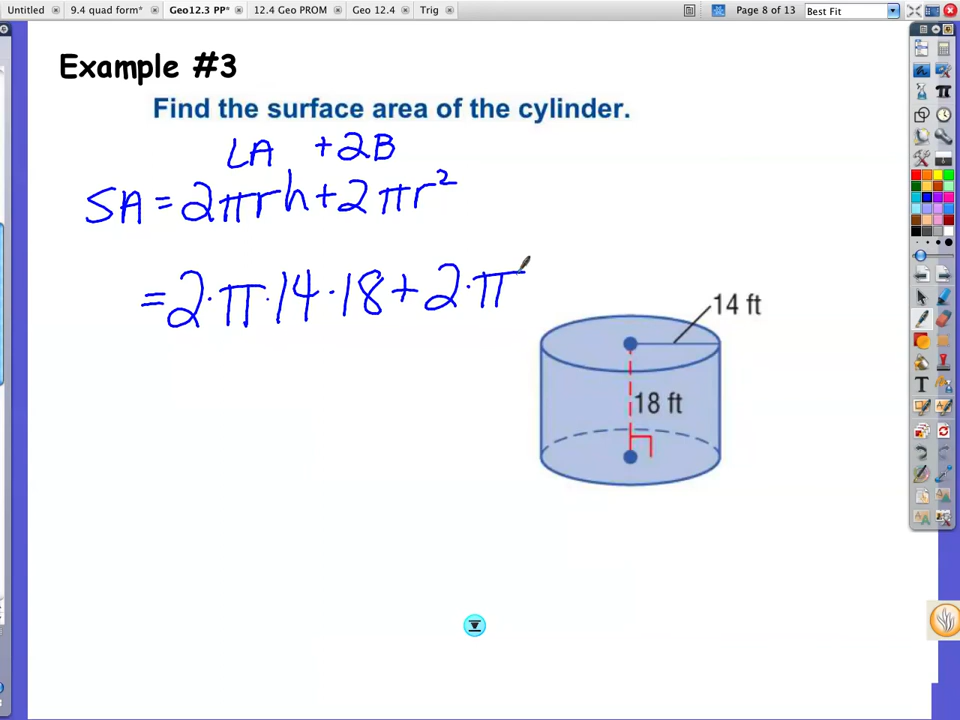 Untitled 9.4 quad form* Geo12.3 PP* 12.4 Geo PROM Geo 12.4 Trig Page 8 of 13 Best Fit
Example #3
Find the surface area of the cylinder.
LA +2B
SA = 2πrh + 2πr²
= 2·π·14·18 + 2·π
14 ft
18 ft